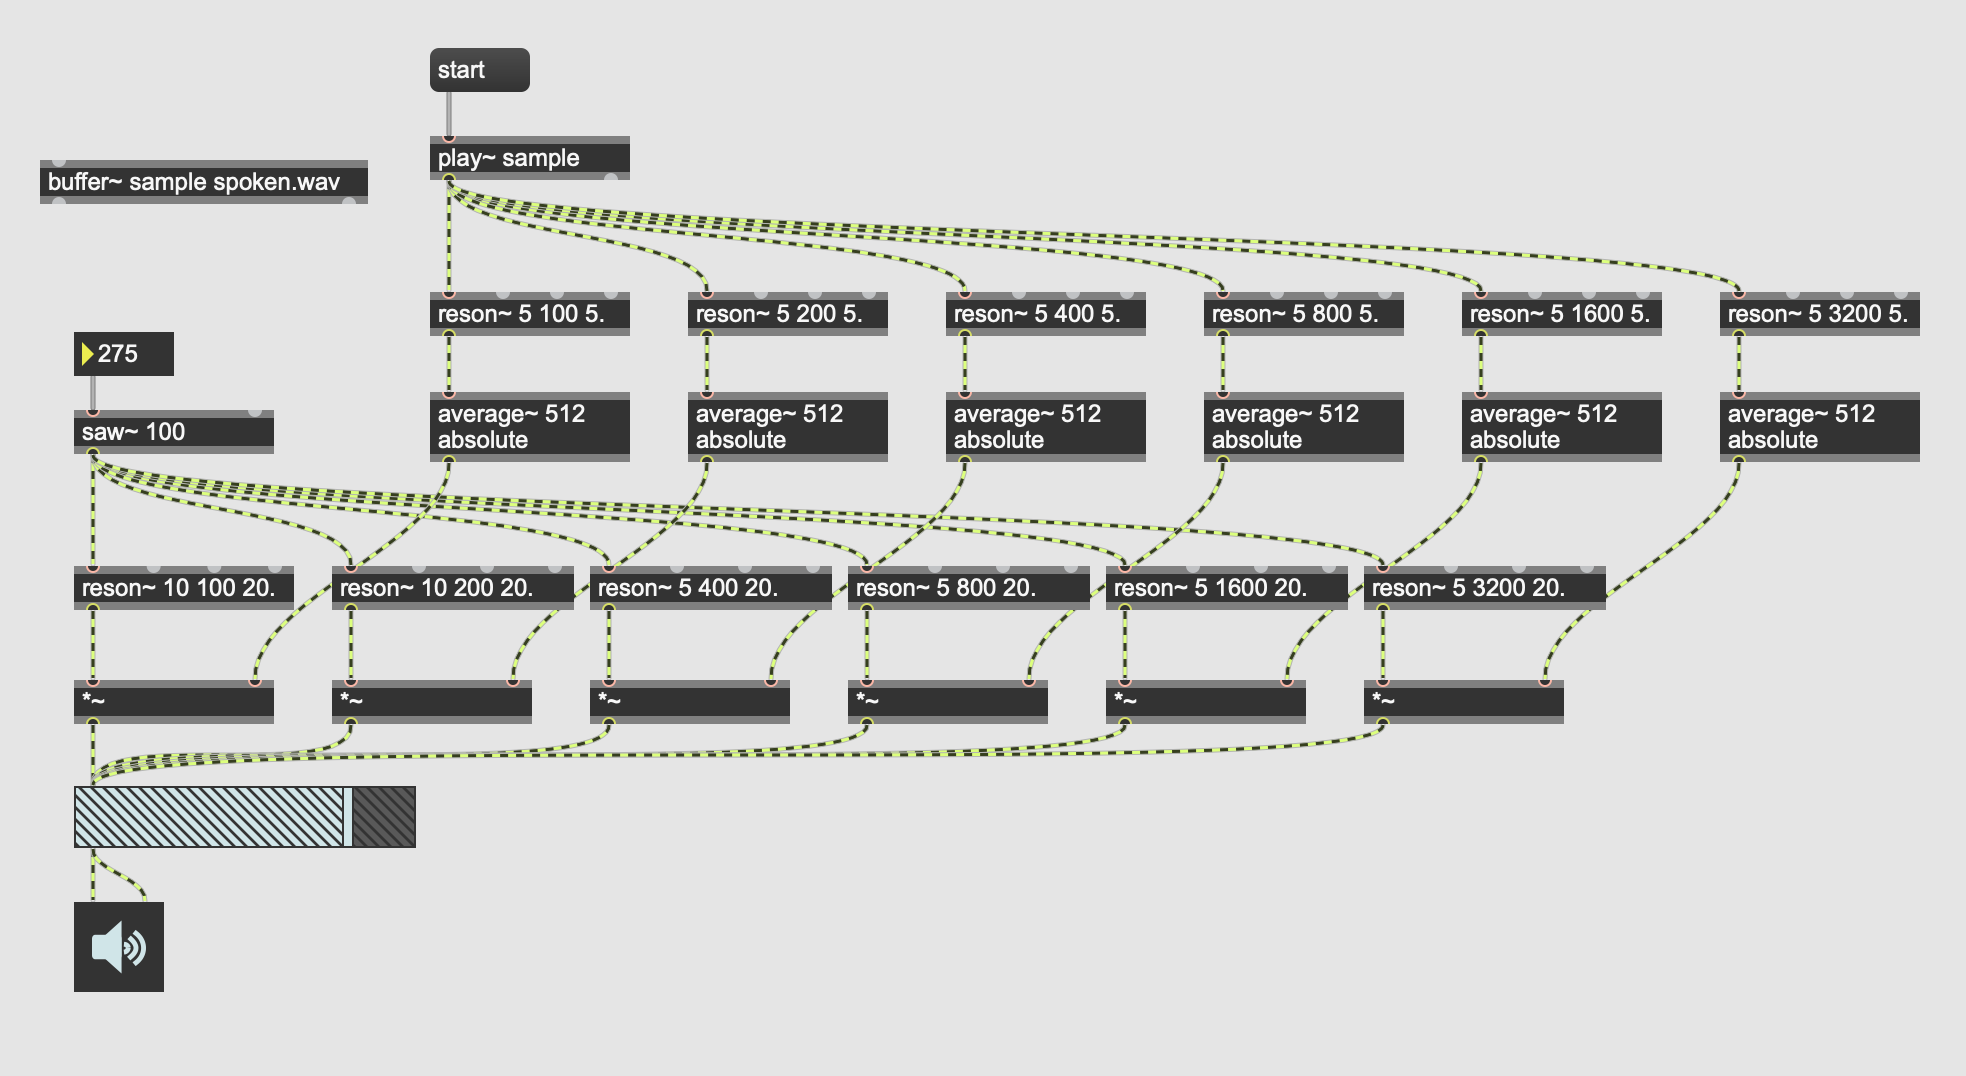 start
play~ sample
buffer~ sample spoken.wav
reson~ 5 100 5.
reson~ 5 200 5.
reson~ 5 400 5.
reson~ 5 800 5.
reson~ 5 1600 5.
reson~ 5 3200 5.
275
saw~ 100
average~ 512
absolute
average~ 512
absolute
average~ 512
absolute
average~ 512
absolute
average~ 512
absolute
average~ 512
absolute
reson~ 10 100 20.
reson~ 10 200 20.
reson~ 5 400 20.
reson~ 5 800 20.
reson~ 5 1600 20.
reson~ 5 3200 20.
*~
*~
*~
*~
*~
*~